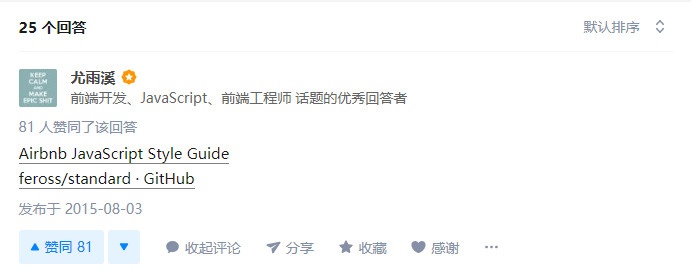 25 个回答
默认排序
KEEP
CALM
AND
MAKE
EPIC SHIT
尤雨溪
前端开发、JavaScript、前端工程师 话题的优秀回答者
81 人赞同了该回答
Airbnb JavaScript Style Guide
feross/standard · GitHub
发布于 2015-08-03
赞同 81 收起评论 分享 收藏 感谢 ···